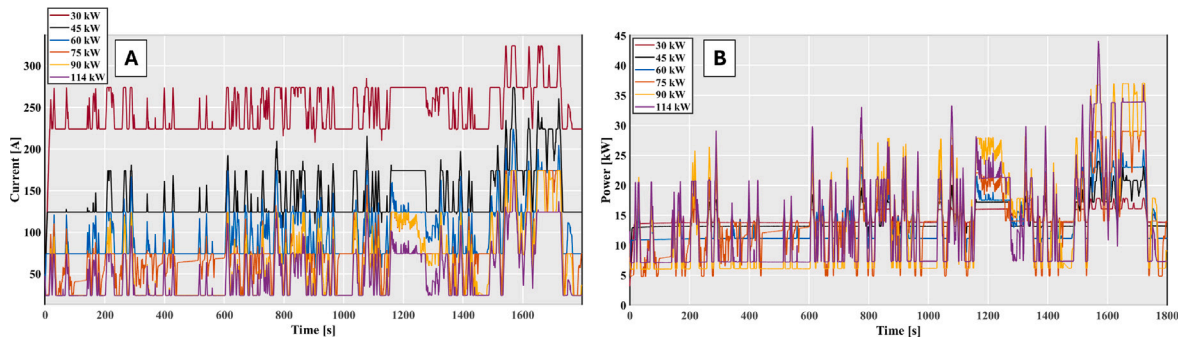 30 kW
45 kW
60 kW
75 kW
90 kW
114 kW
A
300
250
200
150
100
50
0
Current [A]
0 200 400 600 800 1000 1200 1400 1600
Time [s]
30 kW
45 kW
60 kW
75 kW
90 kW
114 kW
B
45
40
35
30
25
20
15
10
5
0
Power [kW]
0 200 400 600 800 1000 1200 1400 1600 1800
Time [s]